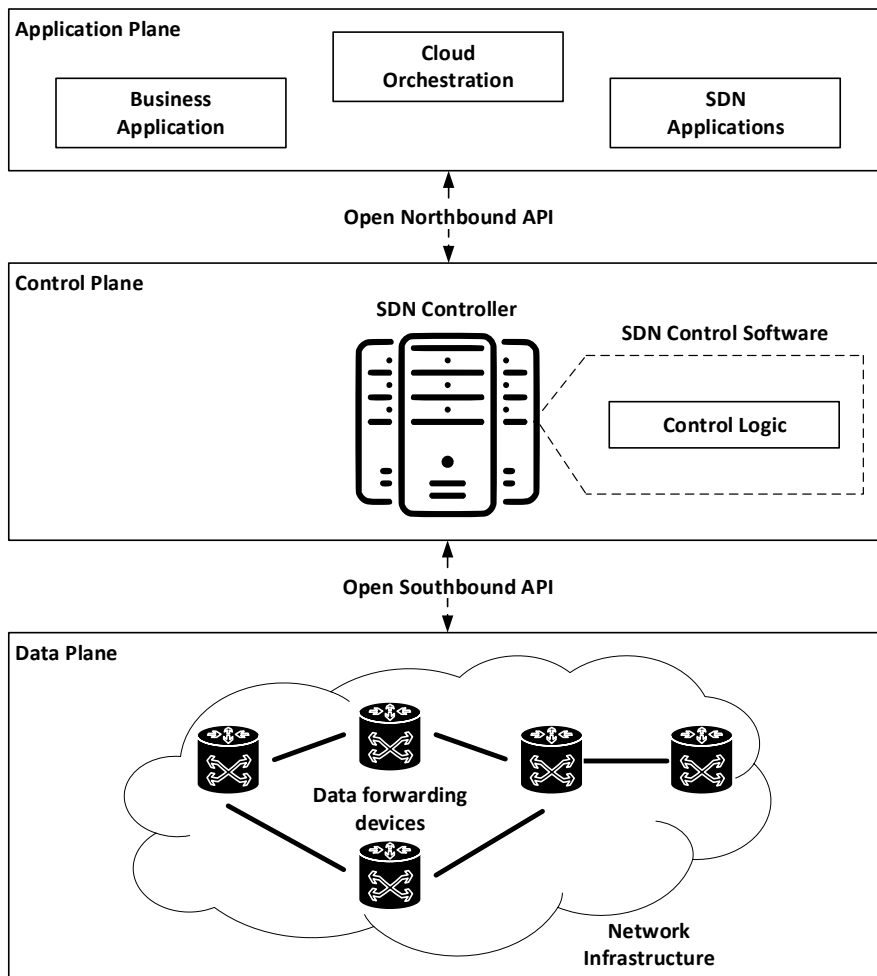 Application Plane
Cloud
Orchestration
Business
Application
SDN
Applications
Open Northbound API
Control Plane
SDN Controller
SDN Control Software
Control Logic
Open Southbound API
Data Plane
Data forwarding
devices
Network
Infrastructure